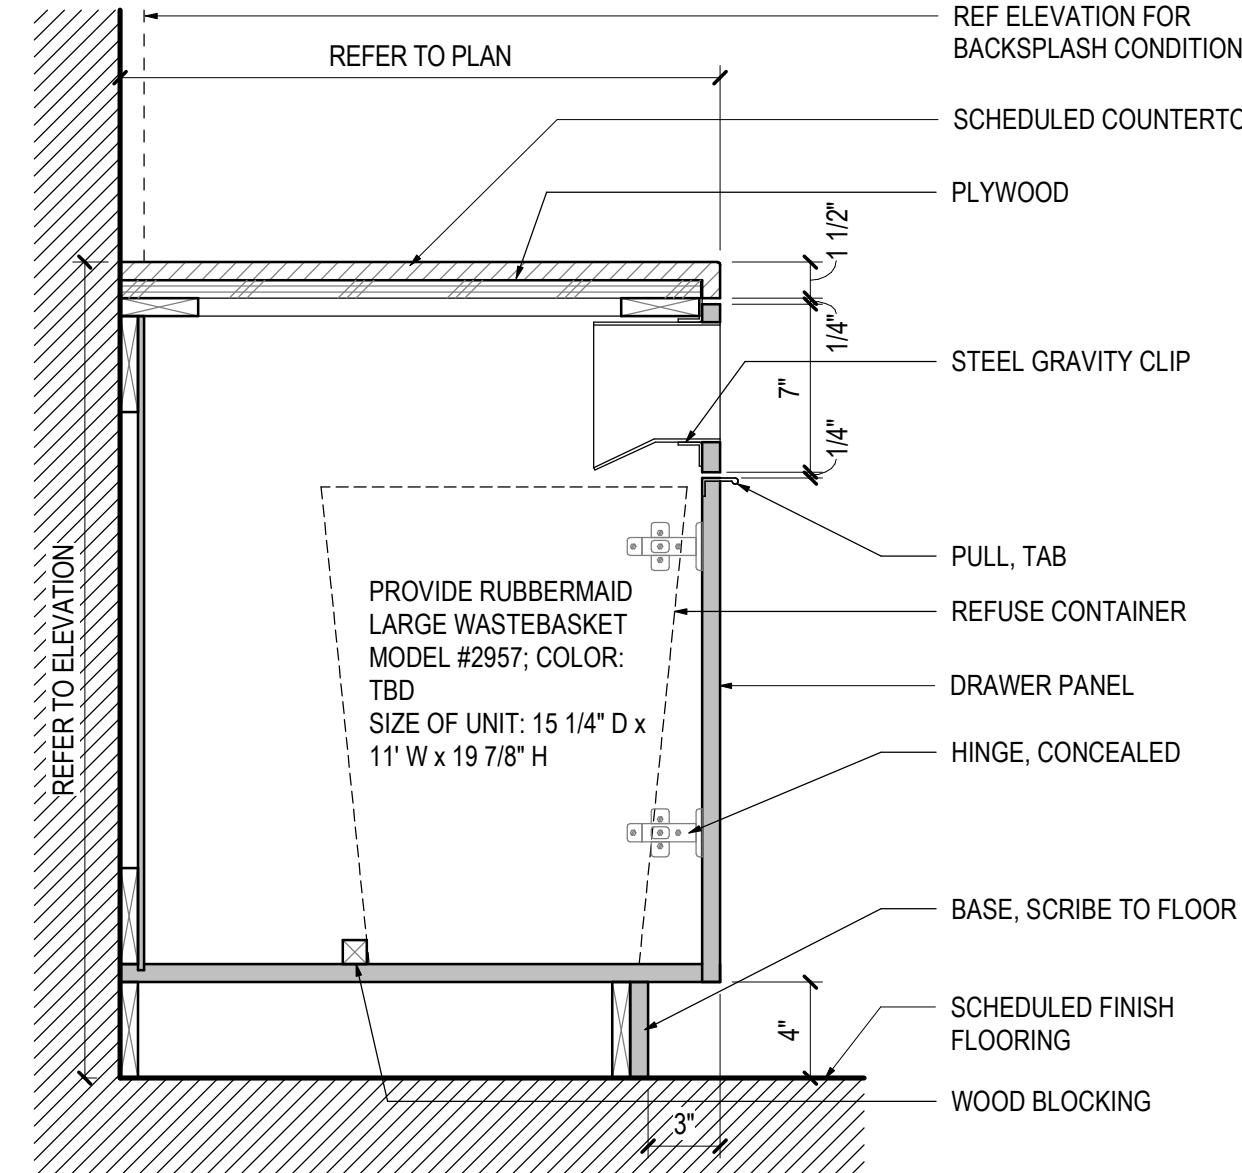 REF ELEVATION FOR
BACKSPLASH CONDITION
REFER TO PLAN
SCHEDULED COUNTERTO
PLYWOOD
1 1/2"
1/4"
STEEL GRAVITY CLIP
7"
1/4"
PULL, TAB
REFER TO ELEVATION
PROVIDE RUBBERMAID
LARGE WASTEBASKET
MODEL #2957; COLOR:
TBD
SIZE OF UNIT: 15 1/4" D x
11' W x 19 7/8" H
REFUSE CONTAINER
DRAWER PANEL
HINGE, CONCEALED
BASE, SCRIBE TO FLOOR
4"
SCHEDULED FINISH
FLOORING
WOOD BLOCKING
3"